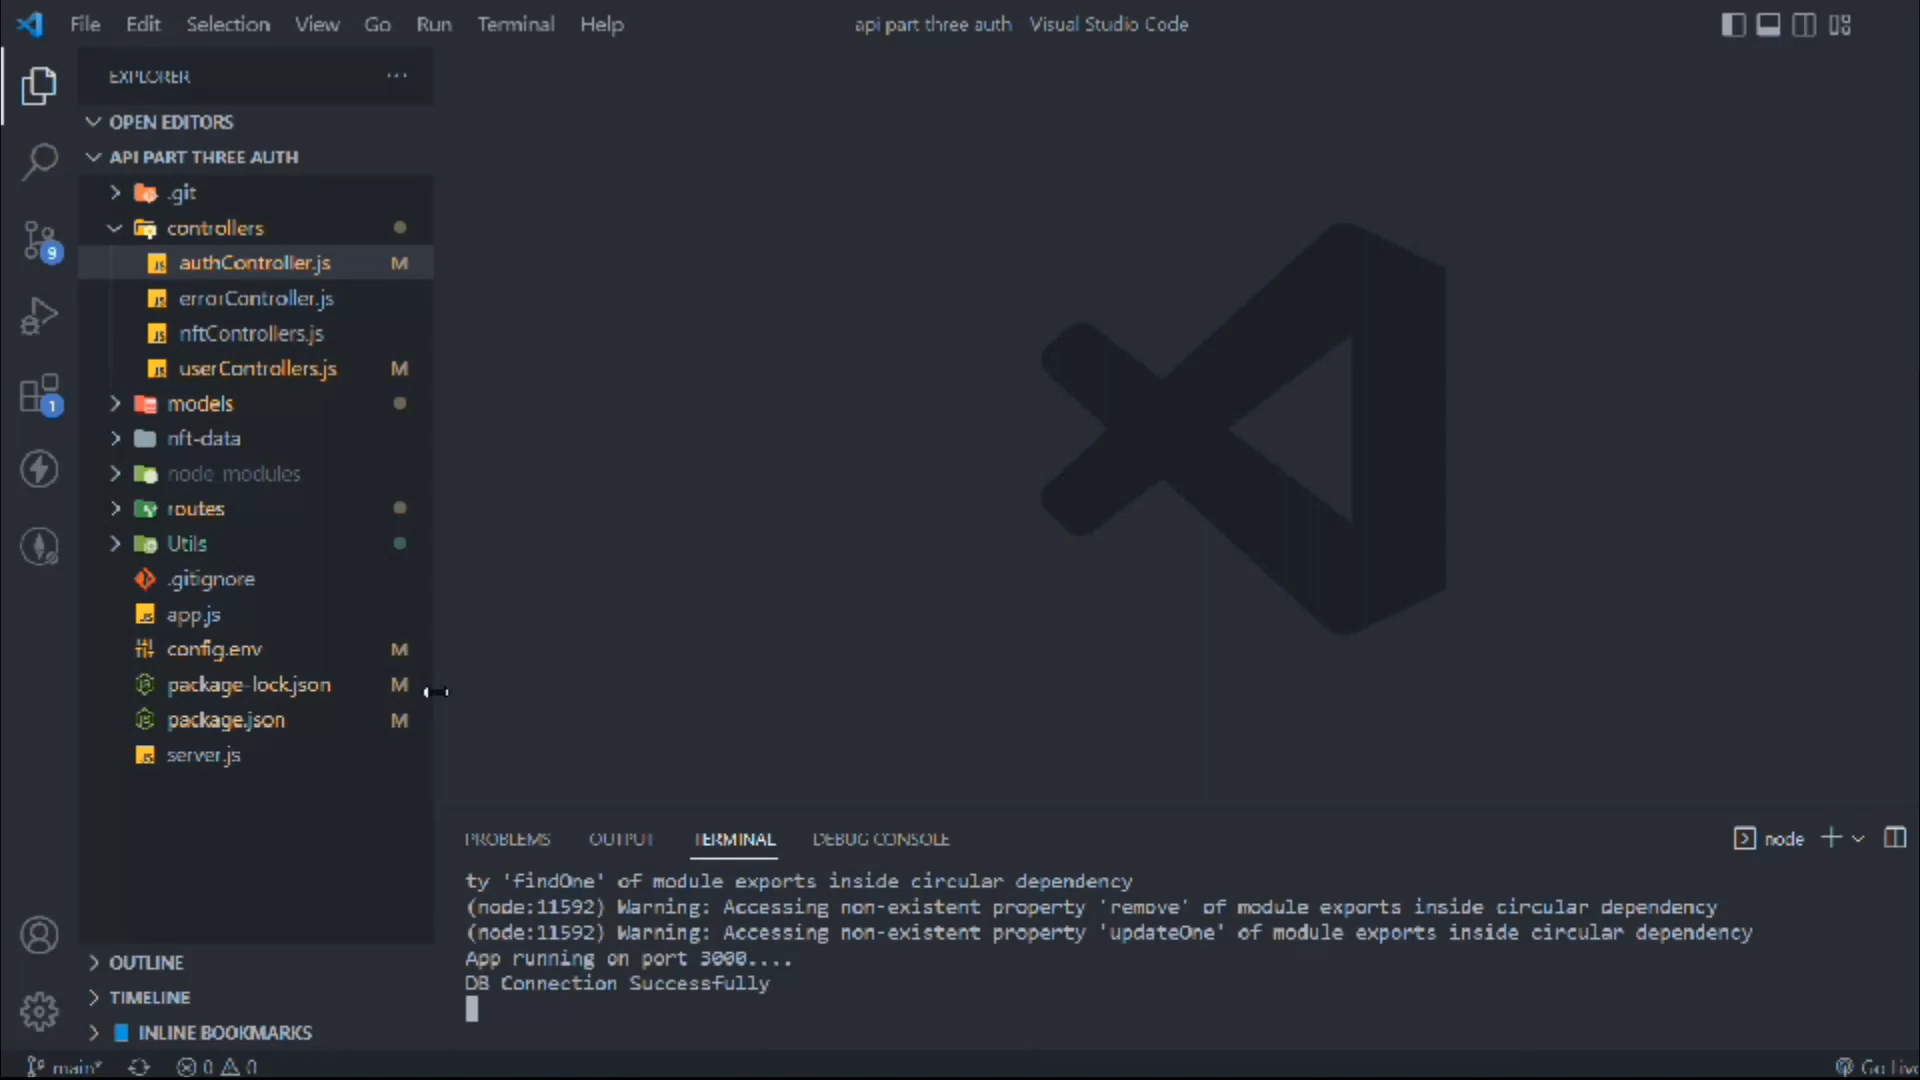 File Edit Selection View Go Run Terminal Help
api part three auth Visual Studio Code
EXPLORER ...
OPEN EDITORS
API PART THREE AUTH
.git
controllers
authController.js M
errorController.js
nftControllers.js
userControllers.js M
models
nft-data
node_modules
routes
Utils
.gitignore
app.js
config.env M
package-lock.json M
package.json M
server.js
OUTLINE
TIMELINE
INLINE BOOKMARKS
9
1
PROBLEMS OUTPUT TERMINAL DEBUG CONSOLE
node
ty 'findOne' of module exports inside circular dependency
(node:11592) Warning: Accessing non-existent property 'remove' of module exports inside circular dependency
(node:11592) Warning: Accessing non-existent property 'updateOne' of module exports inside circular dependency
App running on port 3000....
DB Connection Successfully
main* 0 0
Go Live